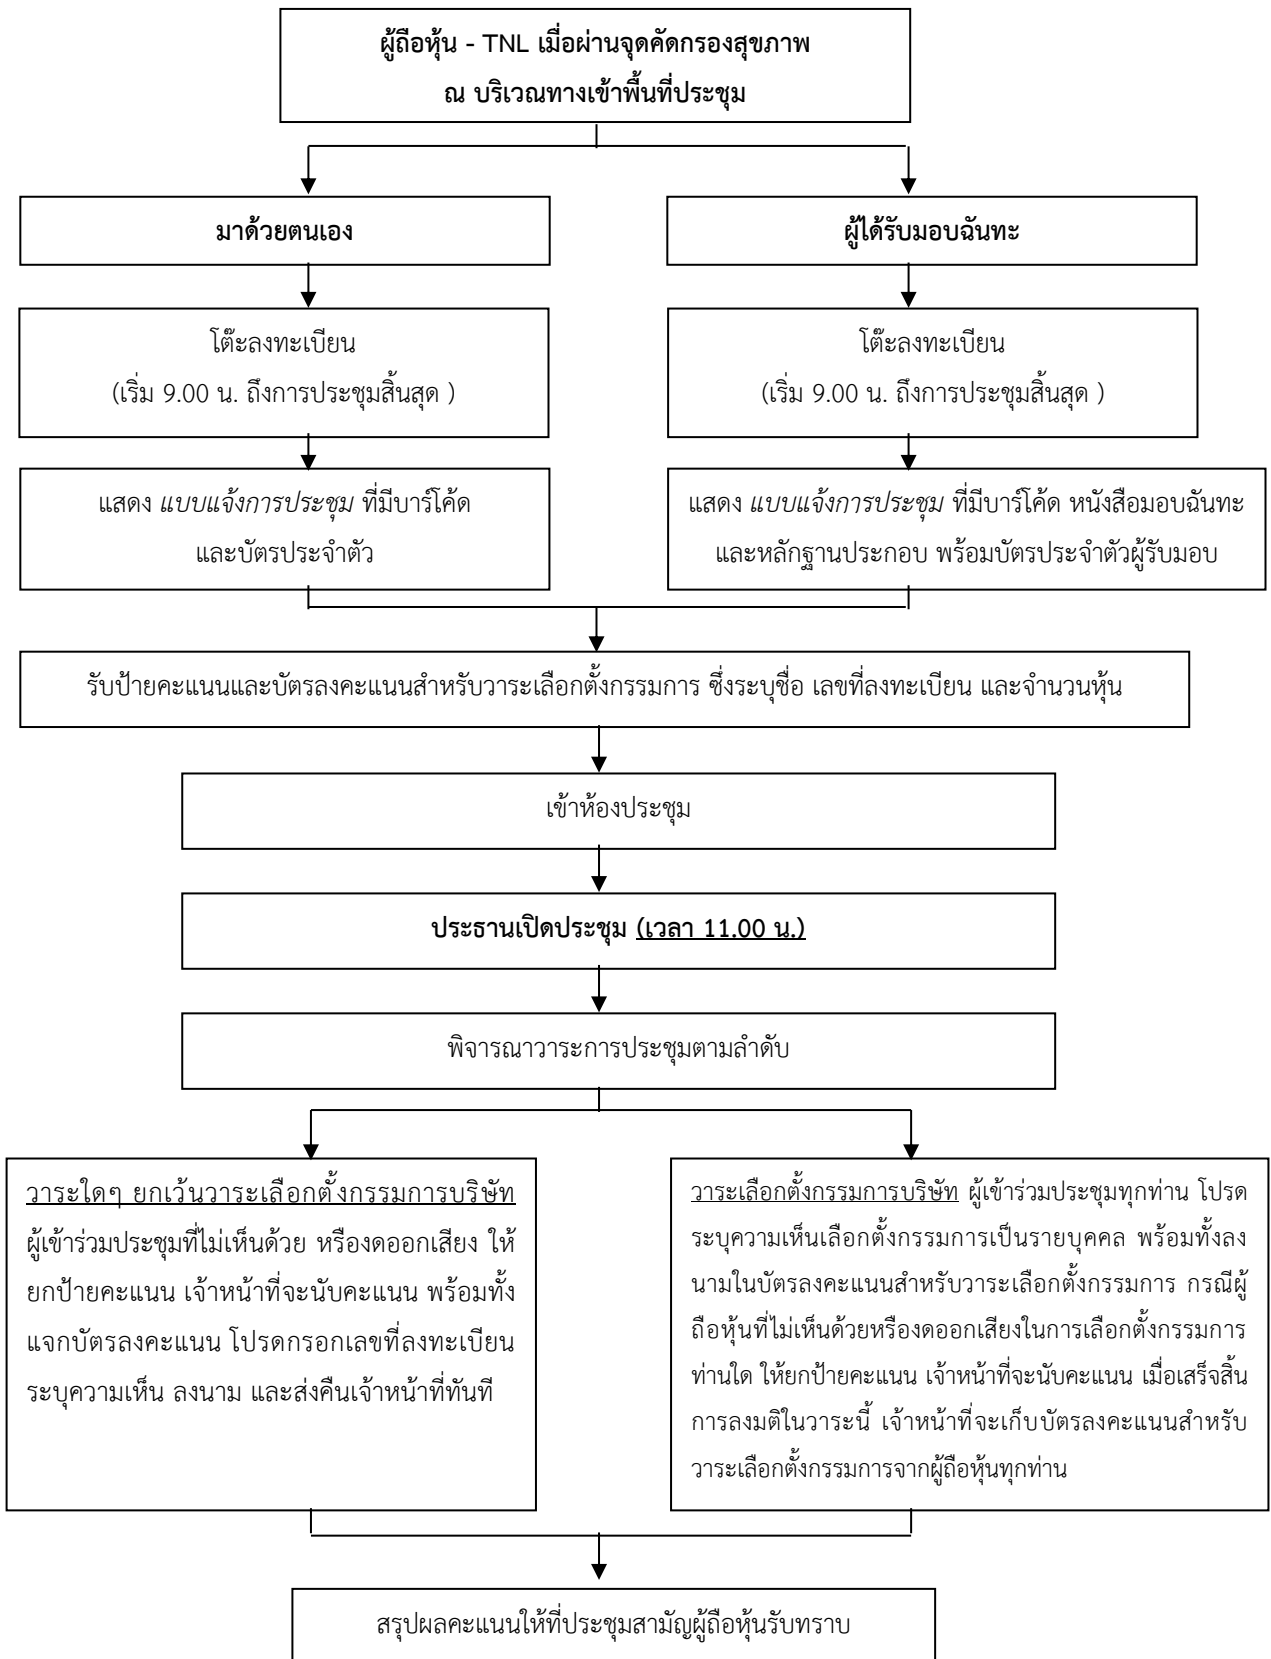 ผู้ถือหุ้น - TNL เมื่อผ่านจุดคัดกรองสุขภาพ
ณ บริเวณทางเข้าพื้นที่ประชุม
มาด้วยตนเอง
ผู้ได้รับมอบฉันทะ
โต๊ะลงทะเบียน
(เริ่ม 9.00 น. ถึงการประชุมสิ้นสุด )
โต๊ะลงทะเบียน
(เริ่ม 9.00 น. ถึงการประชุมสิ้นสุด )
แสดง แบบแจ้งการประชุม ที่มีบาร์โค้ด
และบัตรประจำตัว
แสดง แบบแจ้งการประชุม ที่มีบาร์โค้ด หนังสือมอบฉันทะ
และหลักฐานประกอบ พร้อมบัตรประจำตัวผู้รับมอบ
รับป้ายคะแนนและบัตรลงคะแนนสำหรับวาระเลือกตั้งกรรมการ ซึ่งระบุชื่อ เลขที่ลงทะเบียน และจำนวนหุ้น
เข้าห้องประชุม
ประธานเปิดประชุม (เวลา 11.00 น.)
พิจารณาวาระการประชุมตามลำดับ
วาระใดๆ ยกเว้นวาระเลือกตั้งกรรมการบริษัท
ผู้เข้าร่วมประชุมที่ไม่เห็นด้วย หรืองดออกเสียง ให้
ยกป้ายคะแนน เจ้าหน้าที่จะนับคะแนน พร้อมทั้ง
แจกบัตรลงคะแนน โปรดกรอกเลขที่ลงทะเบียน
ระบุความเห็น ลงนาม และส่งคืนเจ้าหน้าที่ทันที
วาระเลือกตั้งกรรมการบริษัท ผู้เข้าร่วมประชุมทุกท่าน โปรด
ระบุความเห็นเลือกตั้งกรรมการเป็นรายบุคคล พร้อมทั้งลง
นามในบัตรลงคะแนนสำหรับวาระเลือกตั้งกรรมการ กรณีผู้
ถือหุ้นที่ไม่เห็นด้วยหรืองดออกเสียงในการเลือกตั้งกรรมการ
ท่านใด ให้ยกป้ายคะแนน เจ้าหน้าที่จะนับคะแนน เมื่อเสร็จสิ้น
การลงมติในวาระนี้ เจ้าหน้าที่จะเก็บบัตรลงคะแนนสำหรับ
วาระเลือกตั้งกรรมการจากผู้ถือหุ้นทุกท่าน
สรุปผลคะแนนให้ที่ประชุมสามัญผู้ถือหุ้นรับทราบ